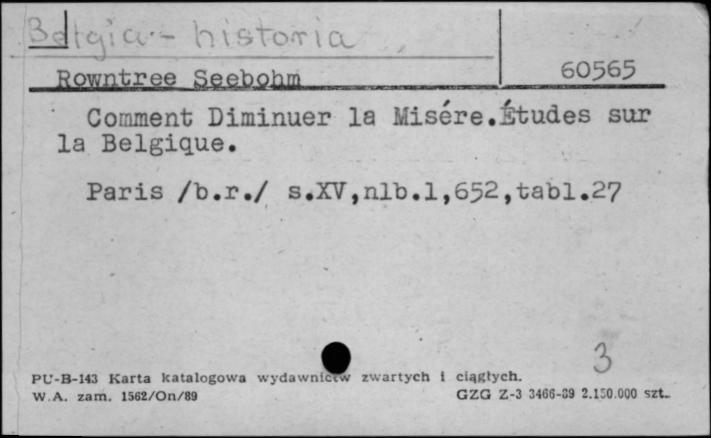 Belgia - historia
60565
Rowntree Seebohm
Comment Diminuer la Misére.Études sur
la Belgique.
Paris /b.r./ s.XV,nlb.1,652,tabl.27
3
PU-B-143 Karta katalogowa wydawnictw zwartych i ciągłych.
W.A. zam. 1562/On/89
GZG Z-3 3466-89 2.150.000 szt.